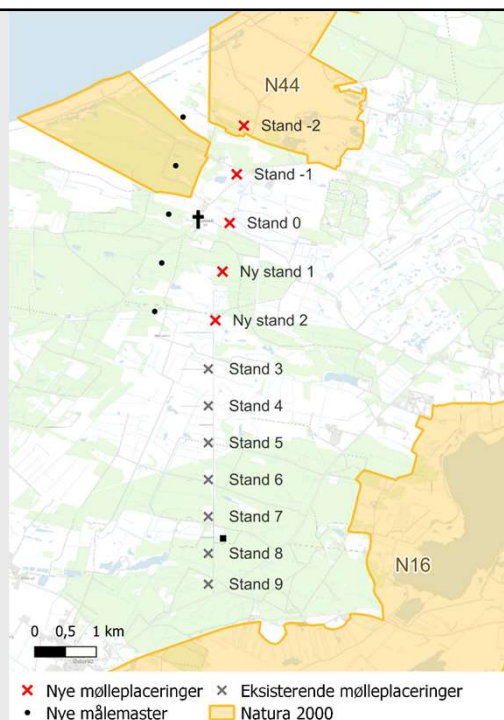 N44
Stand -2
Stand -1
Stand 0
Ny stand 1
Ny stand 2
Stand 3
Stand 4
Stand 5
Stand 6
Stand 7
Stand 8
Stand 9
N16
0 0,5 1 km
Nye mølleplaceringer Eksisterende mølleplaceringer
Nye målemaster Natura 2000